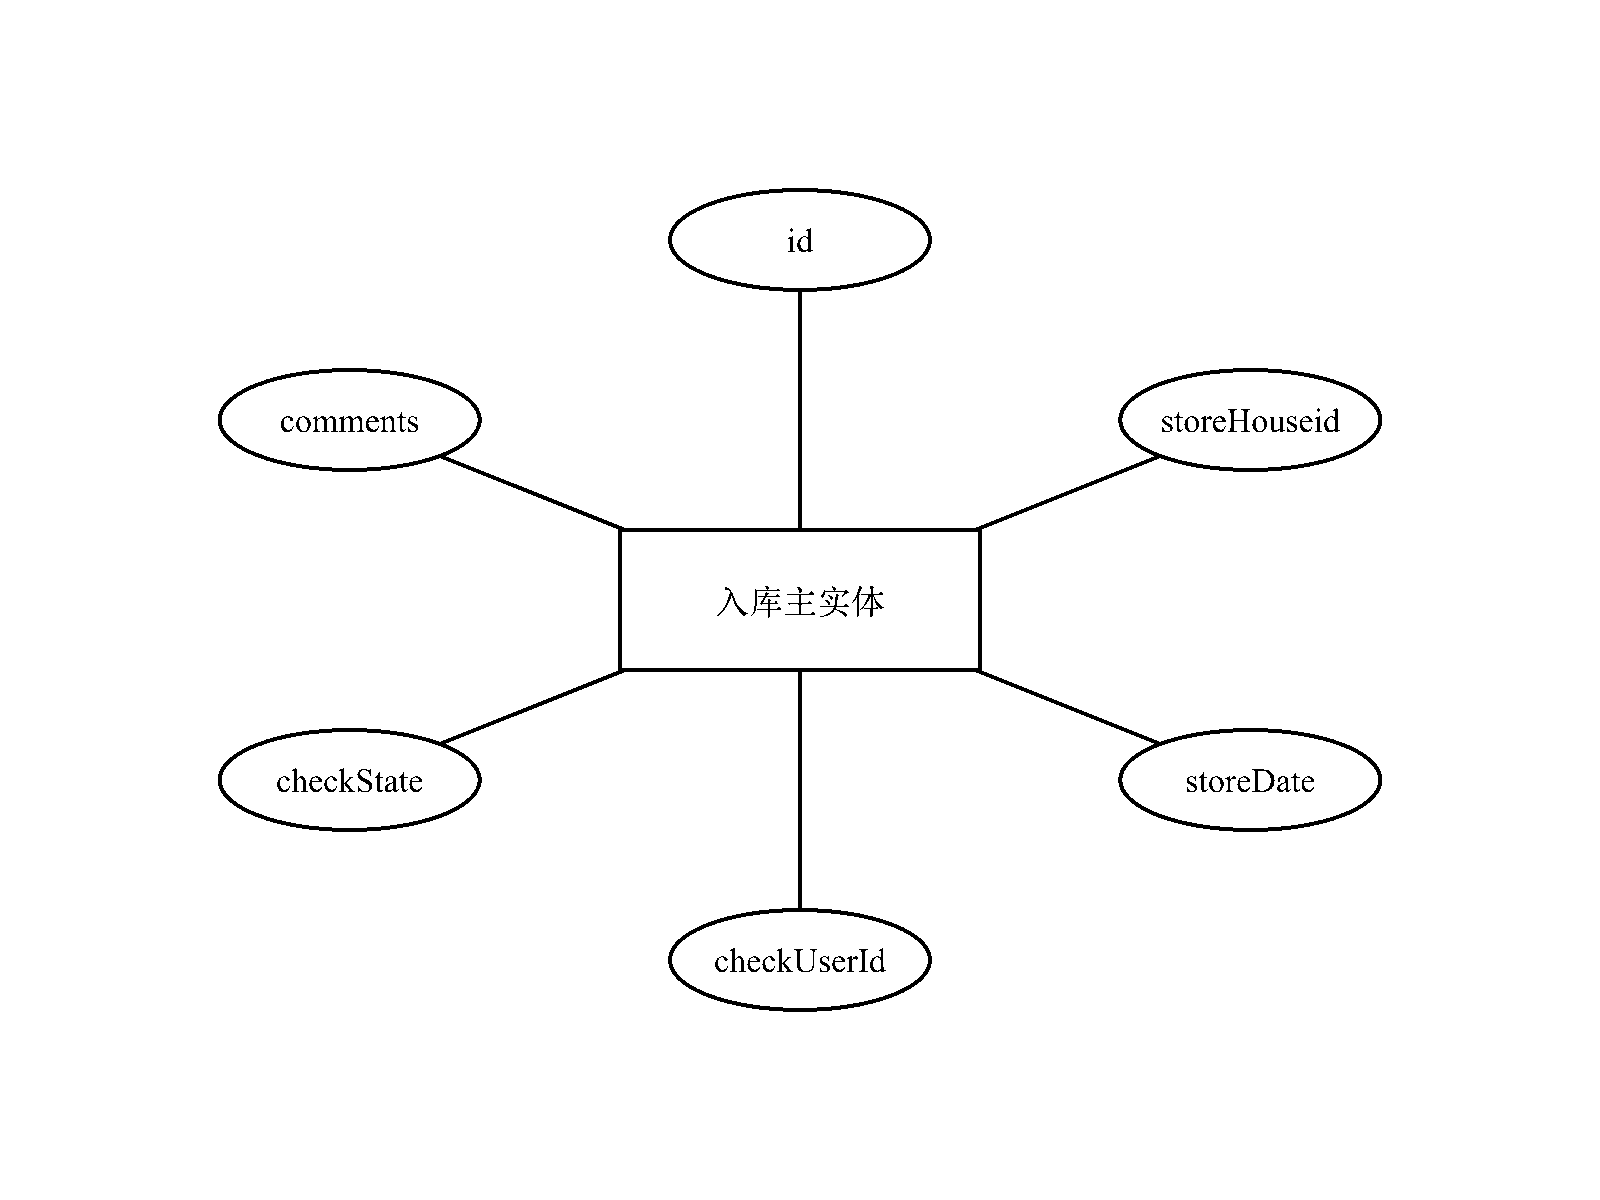 id
comments
storeHouseid
入库主实体
checkState
storeDate
checkUserId